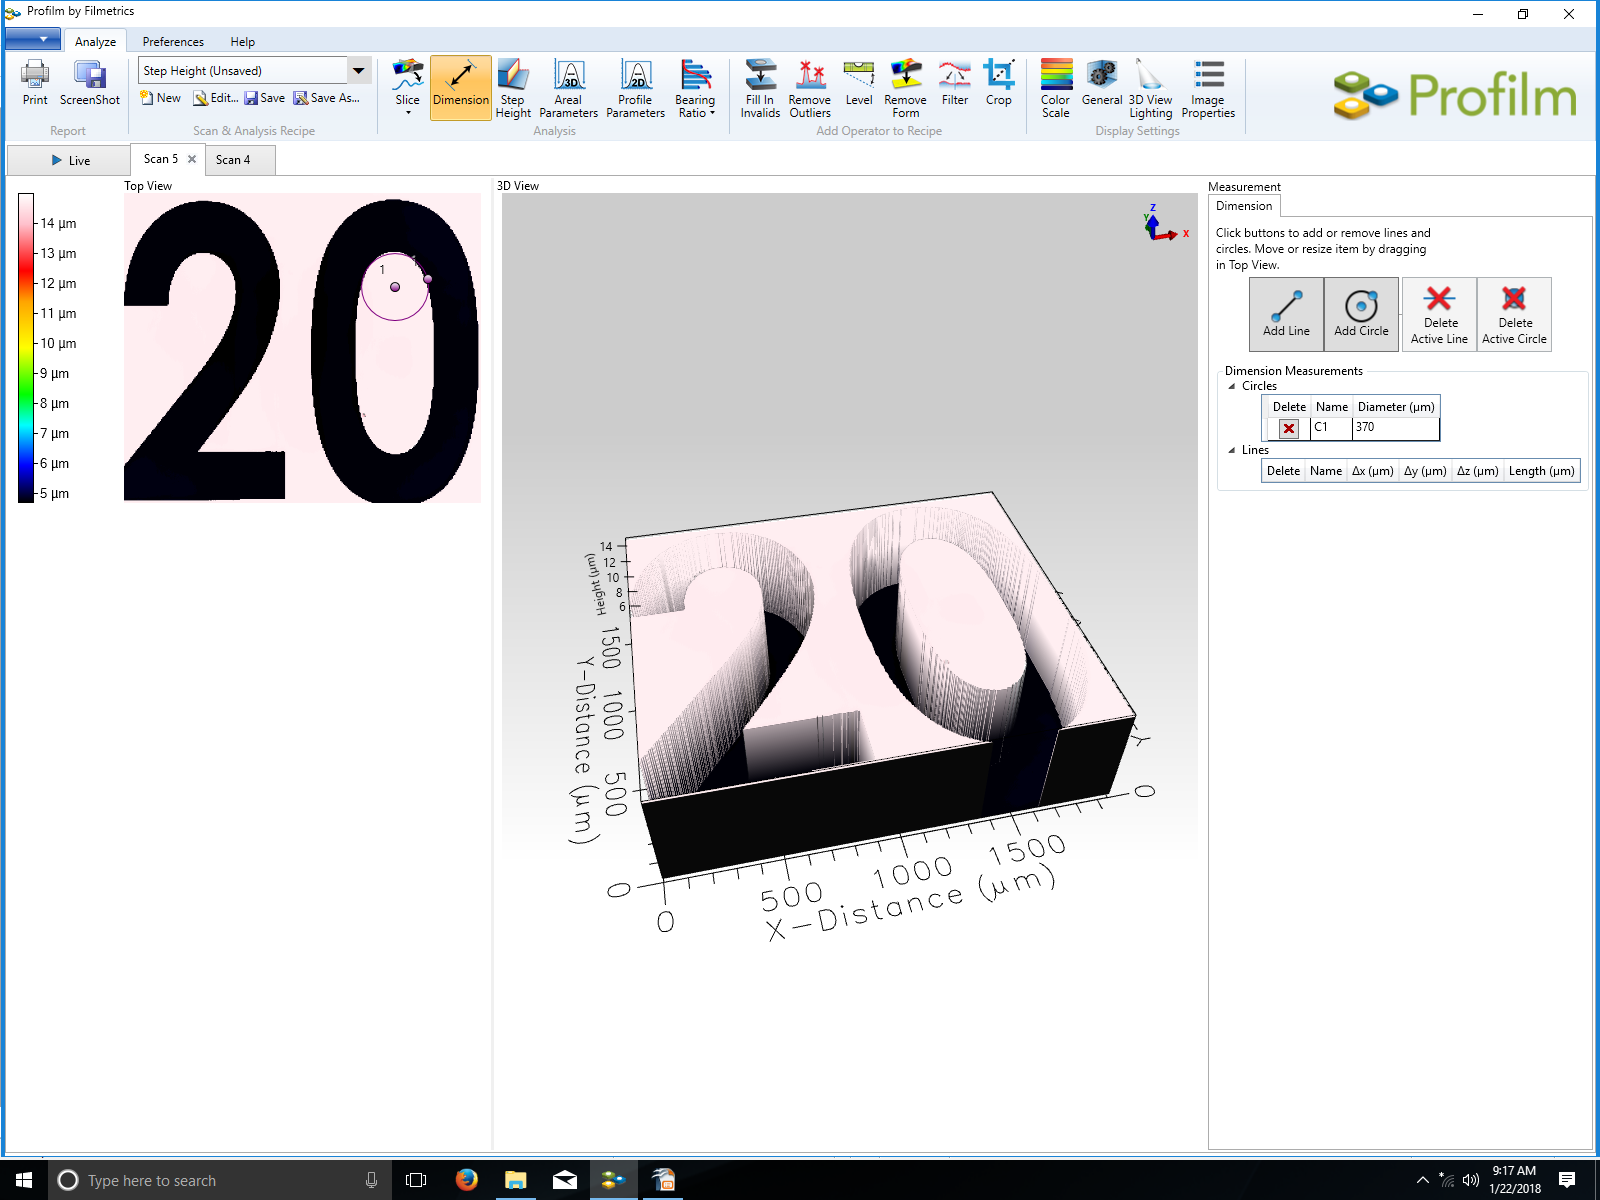 Profilm by Filmetrics
Analyze Preferences Help
Step Height (Unsaved)
New Edit... Save Save As...
Print ScreenShot
Slice Dimension Step Height Areal Parameters Profile Parameters Bearing Ratio
Fill In Invalids Remove Outliers Level Remove Form Filter Crop
Color Scale General 3D View Lighting Image Properties
Report Scan & Analysis Recipe Analysis Add Operator to Recipe Display Settings
Profilm
Live Scan 5 Scan 4
Top View
14 µm
13 µm
12 µm
11 µm
10 µm
9 µm
8 µm
7 µm
6 µm
5 µm
20
1
3D View
Z
Y
X
14
12
10
8
6
Height (µm)
1500
1000
500
0
Y-Distance (µm)
0
500
1000
1500
X-Distance (µm)
Y
0
Measurement
Dimension
Click buttons to add or remove lines and
circles. Move or resize item by dragging
in Top View.
Add Line Add Circle Delete Active Line Delete Active Circle
Dimension Measurements
Circles
Delete Name Diameter (µm)
C1 370
Lines
Delete Name Δx (µm) Δy (µm) Δz (µm) Length (µm)
Type here to search
9:17 AM
1/22/2018